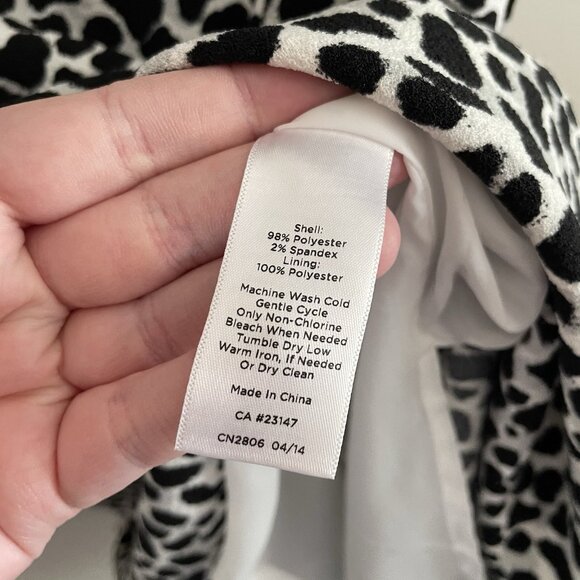 Shell:
98% Polyester
2% Spandex
Lining:
100% Polyester
Machine Wash Cold
Gentle Cycle
Only Non-Chlorine
Bleach When Needed
Tumble Dry Low
Warm Iron, If Needed
Or Dry Clean
Made In China
CA #23147
CN2806 04/14